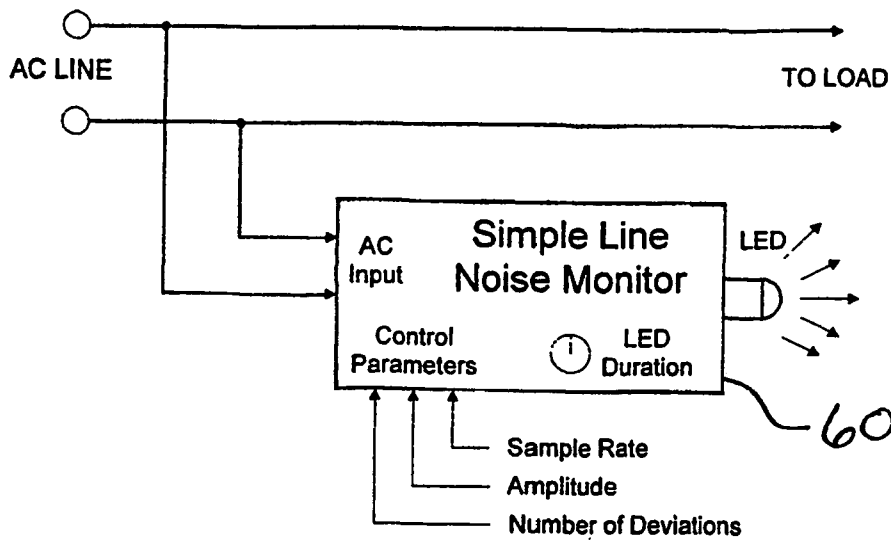 AC LINE
TO LOAD
AC
Input
Simple Line
Noise Monitor
LED
Control
Parameters
LED
Duration
60
Sample Rate
Amplitude
Number of Deviations